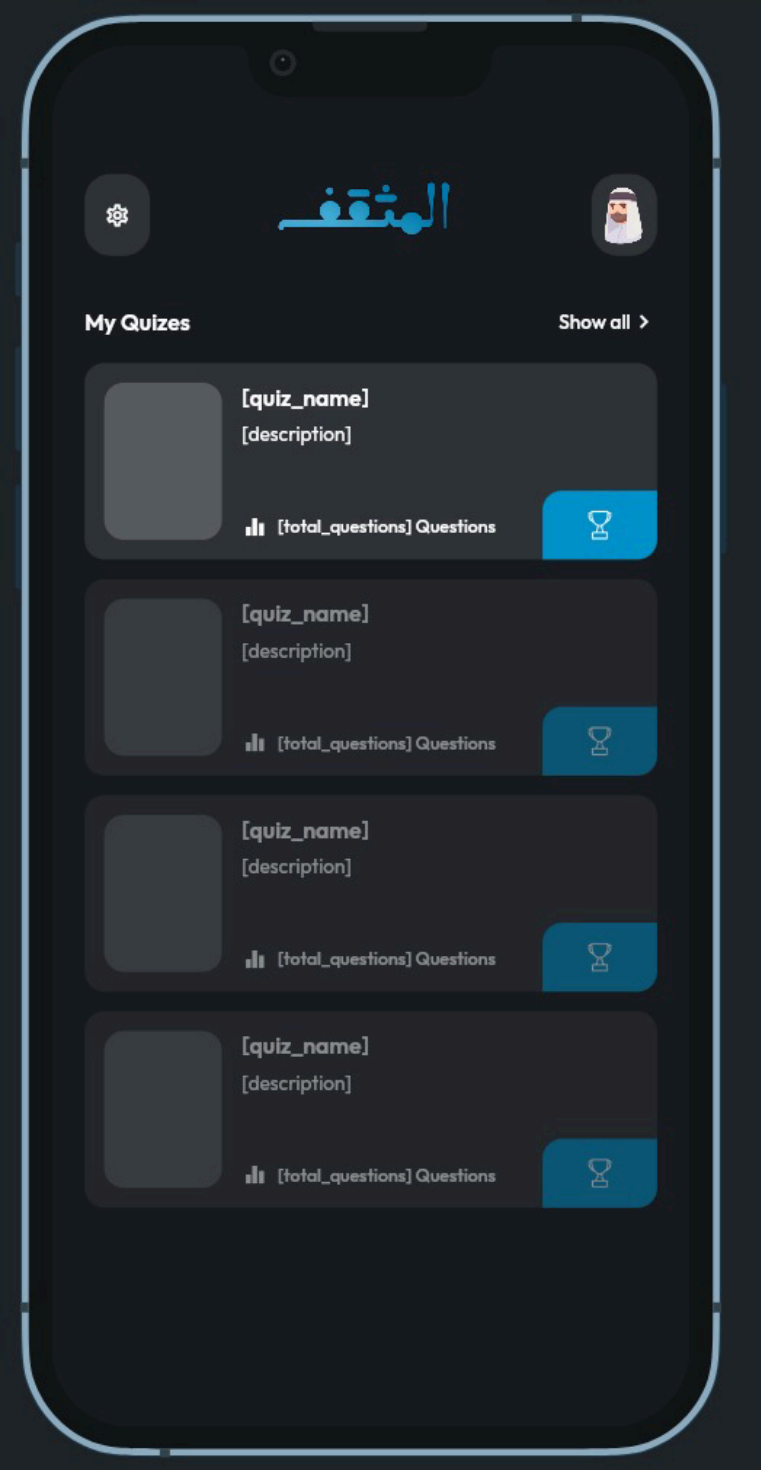 المثقف
My Quizes
Show all
[quiz_name]
[description]
[total_questions] Questions
[quiz_name]
[description]
[total_questions] Questions
[quiz_name]
[description]
[total_questions] Questions
[quiz_name]
[description]
[total_questions] Questions